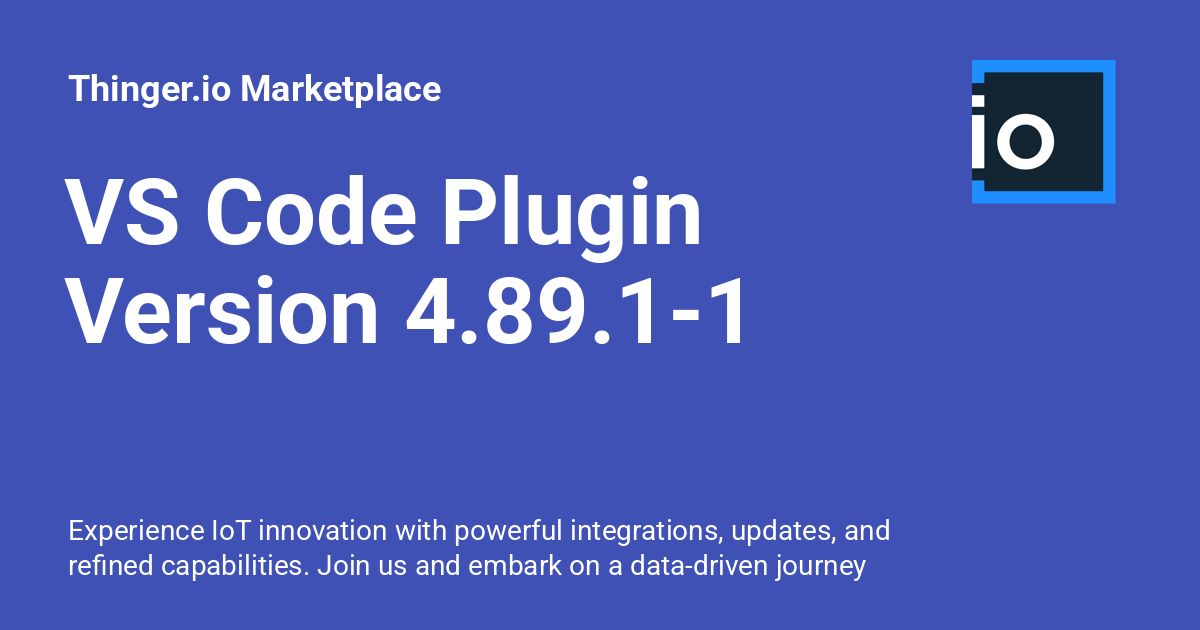 Thinger.io Marketplace
io
VS Code Plugin
Version 4.89.1-1
Experience IoT innovation with powerful integrations, updates, and
refined capabilities. Join us and embark on a data-driven journey